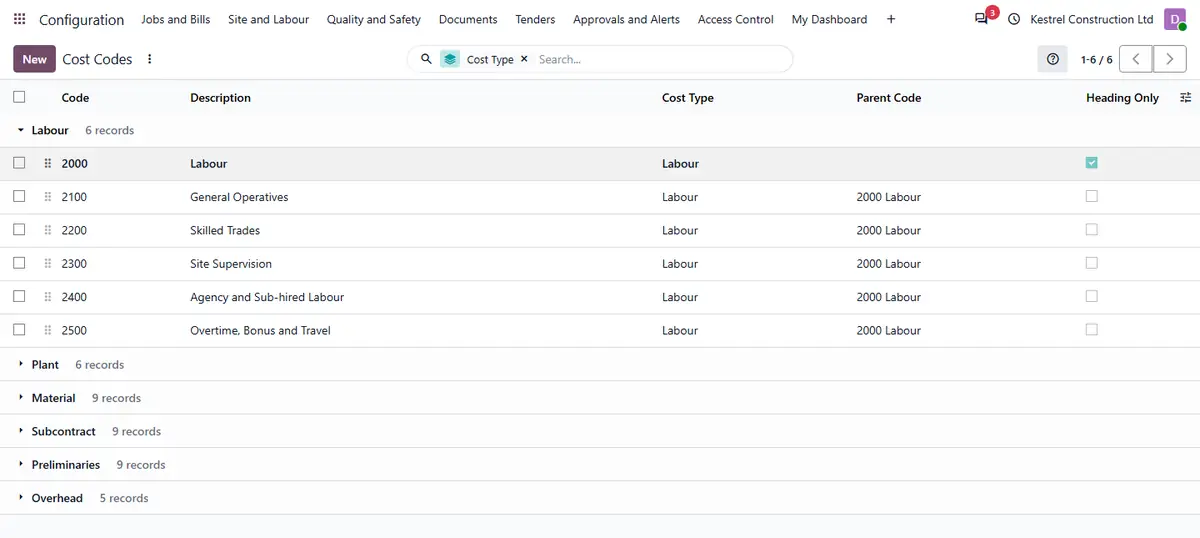 Configuration Jobs and Bills Site and Labour Quality and Safety Documents Tenders Approvals and Alerts Access Control My Dashboard + 3 Kestrel Construction Ltd D
New Cost Codes Cost Type × Search... 1-6 / 6
Code Description Cost Type Parent Code Heading Only
Labour 6 records
2000 Labour Labour
2100 General Operatives Labour 2000 Labour
2200 Skilled Trades Labour 2000 Labour
2300 Site Supervision Labour 2000 Labour
2400 Agency and Sub-hired Labour Labour 2000 Labour
2500 Overtime, Bonus and Travel Labour 2000 Labour
Plant 6 records
Material 9 records
Subcontract 9 records
Preliminaries 9 records
Overhead 5 records